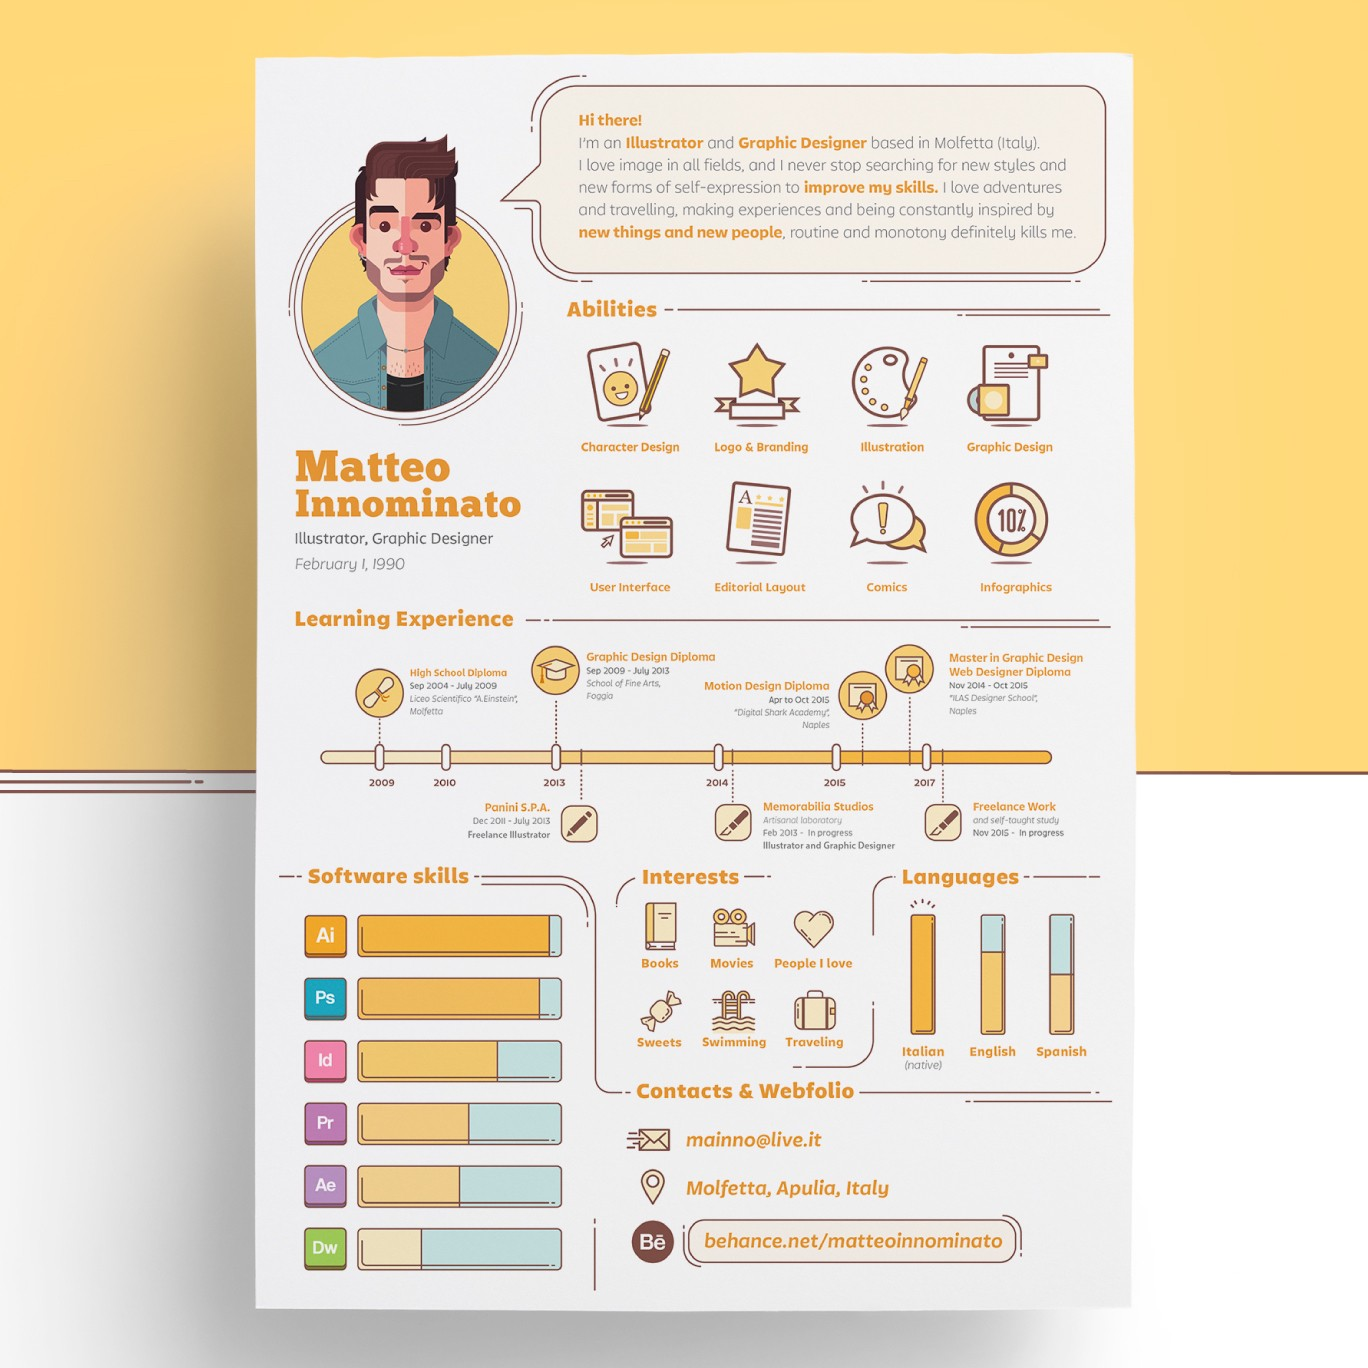 Hi there!
I'm an Illustrator and Graphic Designer based in Molfetta (Italy).
I love image in all fields, and I never stop searching for new styles and
new forms of self-expression to improve my skills. I love adventures
and travelling, making experiences and being constantly inspired by
new things and new people, routine and monotony definitely kills me.
Matteo
Innominato
Illustrator, Graphic Designer
February 1, 1990
Abilities
Character Design
Logo & Branding
Illustration
Graphic Design
A
10%
User Interface
Editorial Layout
Comics
Infographics
Learning Experience
High School Diploma
Sep 2004 - July 2009
Liceo Scientifico "A.Einstein",
Molfetta
Graphic Design Diploma
Sep 2009 - July 2013
School of Fine Arts,
Foggia
Motion Design Diploma
Apr to Oct 2015
"Digital Shark Academy",
Naples
Master in Graphic Design
Web Designer Diploma
Nov 2014 - Oct 2015
"ILAS Designer School",
Naples
2009
2010
2013
2014
2015
2017
Panini S.P.A.
Dec 2011 - July 2013
Freelance Illustrator
Memorabilia Studios
Artisanal laboratory
Feb 2013 - In progress
Illustrator and Graphic Designer
Freelance Work
and self-taught study
Nov 2015 - In progress
Software skills
Ai
Ps
Id
Pr
Ae
Dw
Interests
Books
Movies
People I love
Sweets
Swimming
Traveling
Languages
Italian
(native)
English
Spanish
Contacts & Webfolio
mainno@live.it
Molfetta, Apulia, Italy
Bē
behance.net/matteoinnominato